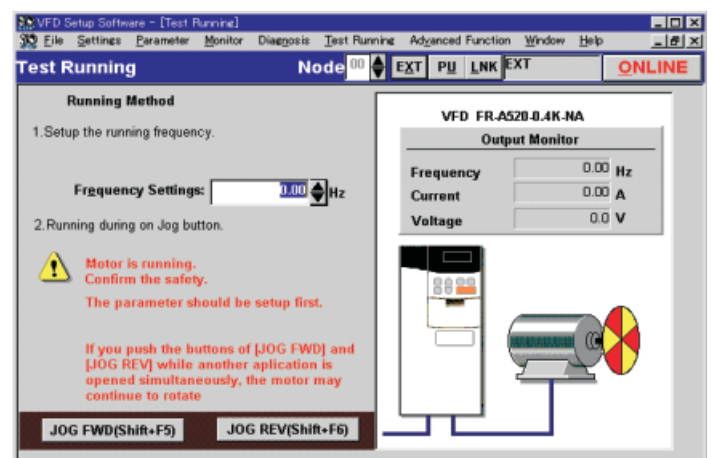 VFD Setup Software - [Test Running]
File Settings Parameter Monitor Diagnosis Test Running Advanced Function Window Help
Test Running Node 00 EXT PU LNK EXT ONLINE
Running Method
1.Setup the running frequency.
Frequency Settings: 0.00 Hz
2.Running during on Jog button.
Motor is running.
Confirm the safety.
The parameter should be setup first.
If you push the buttons of [JOG FWD] and
[JOG REV] while another aplication is
opened simultaneously, the motor may
continue to rotate
JOG FWD(Shift+F5) JOG REV(Shift+F6)
VFD FR-A520-0.4K-NA
Output Monitor
Frequency 0.00 Hz
Current 0.00 A
Voltage 0.0 V